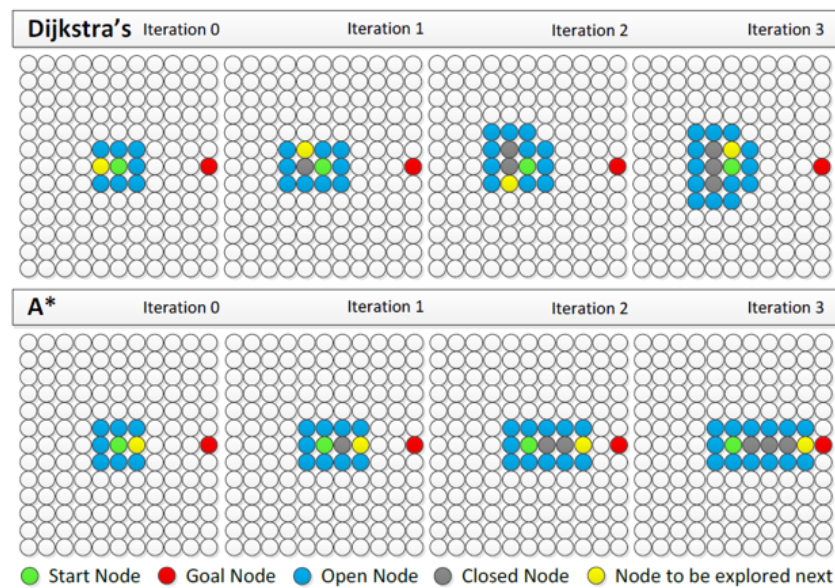 Dijkstra's Iteration 0 Iteration 1 Iteration 2 Iteration 3
A* Iteration 0 Iteration 1 Iteration 2 Iteration 3
Start Node Goal Node Open Node Closed Node Node to be explored next